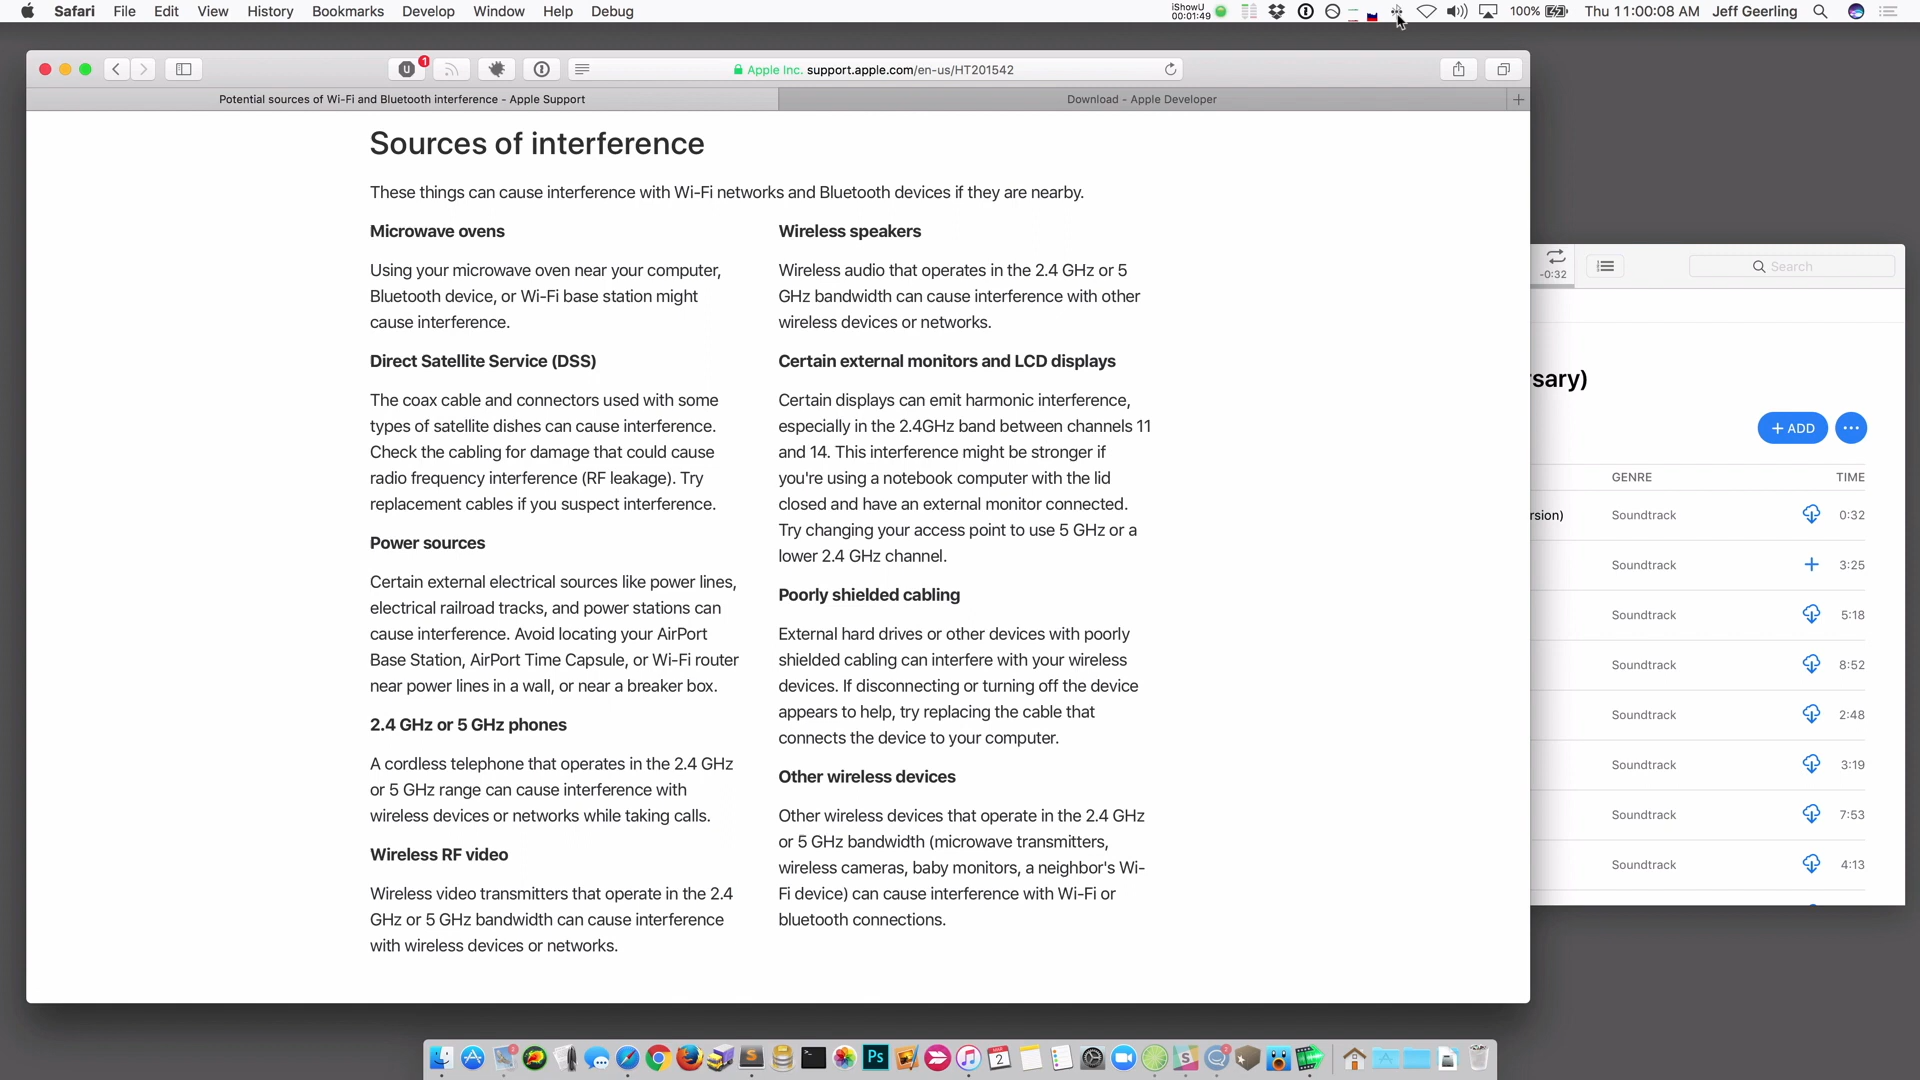 Safari File Edit View History Bookmarks Develop Window Help Debug
iShowU
00:01:49
100% Thu 11:00:08 AM Jeff Geerling
U 1
Apple Inc. support.apple.com/en-us/HT201542
Potential sources of Wi-Fi and Bluetooth interference - Apple Support
Download - Apple Developer
Sources of interference
These things can cause interference with Wi-Fi networks and Bluetooth devices if they are nearby.
Microwave ovens
Using your microwave oven near your computer,
Bluetooth device, or Wi-Fi base station might
cause interference.
Direct Satellite Service (DSS)
The coax cable and connectors used with some
types of satellite dishes can cause interference.
Check the cabling for damage that could cause
radio frequency interference (RF leakage). Try
replacement cables if you suspect interference.
Power sources
Certain external electrical sources like power lines,
electrical railroad tracks, and power stations can
cause interference. Avoid locating your AirPort
Base Station, AirPort Time Capsule, or Wi-Fi router
near power lines in a wall, or near a breaker box.
2.4 GHz or 5 GHz phones
A cordless telephone that operates in the 2.4 GHz
or 5 GHz range can cause interference with
wireless devices or networks while taking calls.
Wireless RF video
Wireless video transmitters that operate in the 2.4
GHz or 5 GHz bandwidth can cause interference
with wireless devices or networks.
Wireless speakers
Wireless audio that operates in the 2.4 GHz or 5
GHz bandwidth can cause interference with other
wireless devices or networks.
Certain external monitors and LCD displays
Certain displays can emit harmonic interference,
especially in the 2.4GHz band between channels 11
and 14. This interference might be stronger if
you're using a notebook computer with the lid
closed and have an external monitor connected.
Try changing your access point to use 5 GHz or a
lower 2.4 GHz channel.
Poorly shielded cabling
External hard drives or other devices with poorly
shielded cabling can interfere with your wireless
devices. If disconnecting or turning off the device
appears to help, try replacing the cable that
connects the device to your computer.
Other wireless devices
Other wireless devices that operate in the 2.4 GHz
or 5 GHz bandwidth (microwave transmitters,
wireless cameras, baby monitors, a neighbor's Wi-
Fi device) can cause interference with Wi-Fi or
bluetooth connections.
-0:32
Search
sary)
+ ADD
GENRE TIME
rsion) Soundtrack 0:32
Soundtrack 3:25
Soundtrack 5:18
Soundtrack 8:52
Soundtrack 2:48
Soundtrack 3:19
Soundtrack 7:53
Soundtrack 4:13
Ps
2